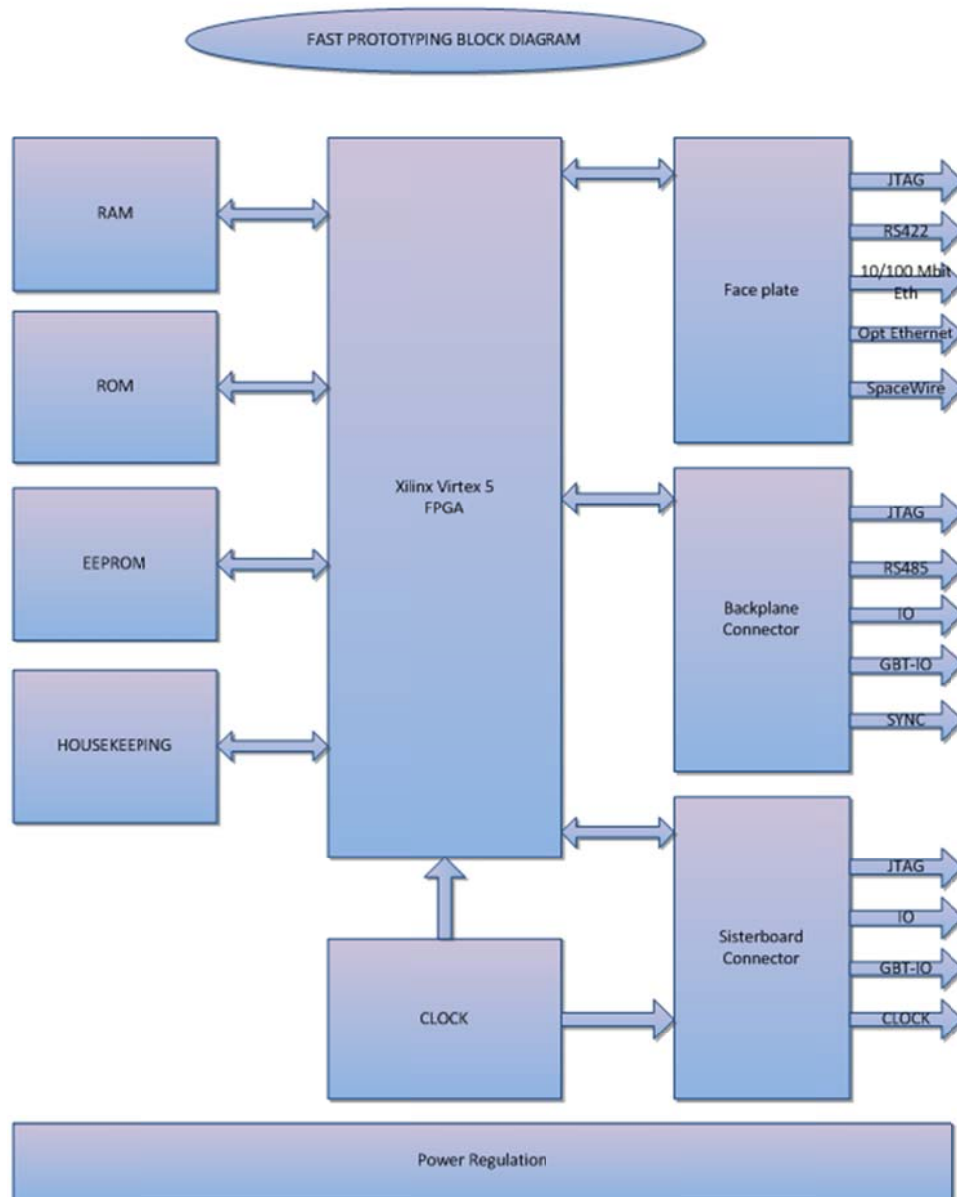 FAST PROTOTYPING BLOCK DIAGRAM
RAM
ROM
EEPROM
HOUSEKEEPING
Xilinx Virtex 5
FPGA
CLOCK
Face plate
JTAG
RS422
10/100 Mbit
Eth
Opt Ethernet
SpaceWire
Backplane
Connector
JTAG
RS485
IO
GBT-IO
SYNC
Sisterboard
Connector
JTAG
IO
GBT-IO
CLOCK
Power Regulation